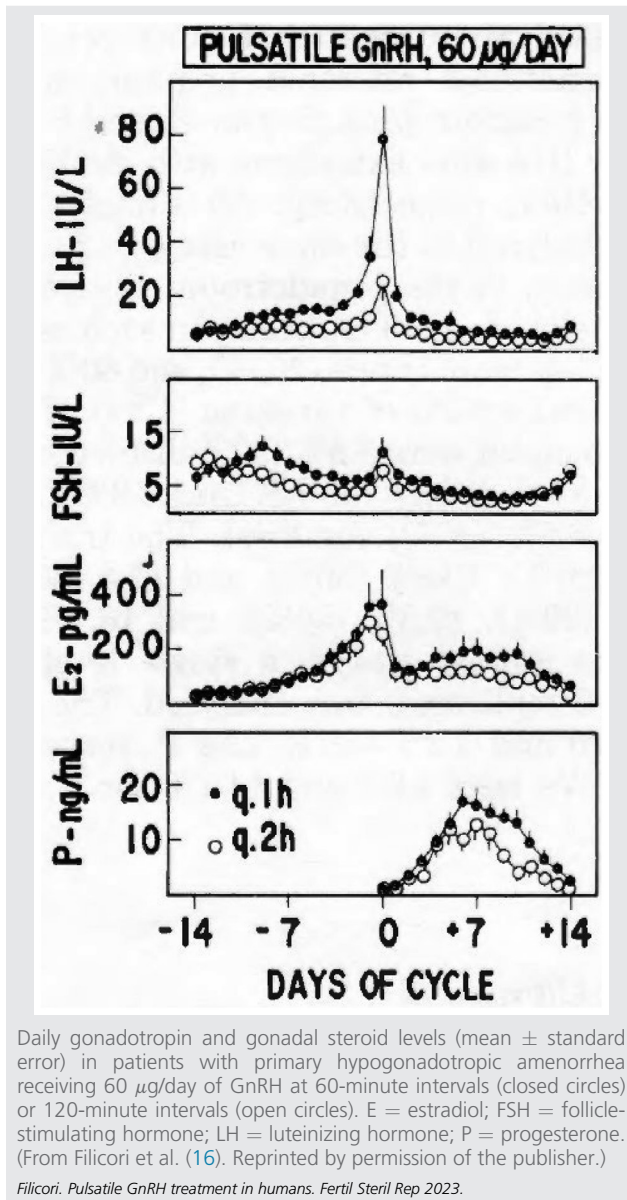 PULSATILE GnRH, 60 µg/DAY
LH-IU/L
80
60
40
20
FSH-IU/L
15
5
E₂-pg/mL
400
200
P-ng/mL
20
10
q.1h
q.2h
-14 -7 0 +7 +14
DAYS OF CYCLE
Daily gonadotropin and gonadal steroid levels (mean ± standard
error) in patients with primary hypogonadotropic amenorrhea
receiving 60 µg/day of GnRH at 60-minute intervals (closed circles)
or 120-minute intervals (open circles). E = estradiol; FSH = follicle-
stimulating hormone; LH = luteinizing hormone; P = progesterone.
(From Filicori et al. (16). Reprinted by permission of the publisher.)
Filicori. Pulsatile GnRH treatment in humans. Fertil Steril Rep 2023.